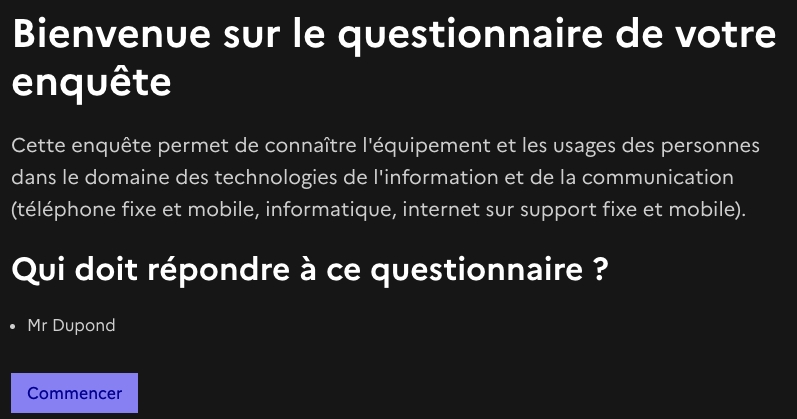 Bienvenue sur le questionnaire de votre
enquête
Cette enquête permet de connaître l'équipement et les usages des personnes
dans le domaine des technologies de l'information et de la communication
(téléphone fixe et mobile, informatique, internet sur support fixe et mobile).
Qui doit répondre à ce questionnaire ?
• Mr Dupond
Commencer